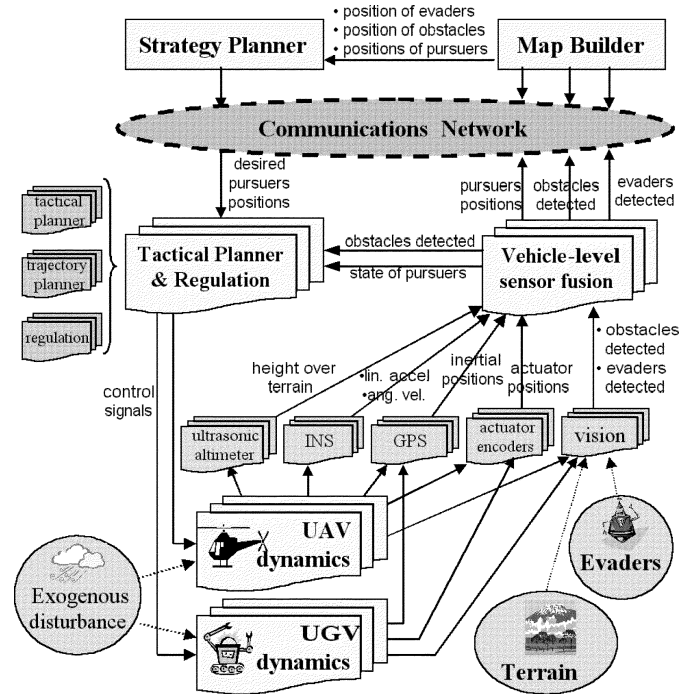 • position of evaders
• position of obstacles
• positions of pursuers
Strategy Planner
Map Builder
Communications Network
desired
pursuers
positions
pursuers
positions
obstacles
detected
evaders
detected
tactical
planner
trajectory
planner
regulation
Tactical Planner
& Regulation
obstacles detected
state of pursuers
Vehicle-level
sensor fusion
• obstacles
detected
• evaders
detected
control
signals
height over
terrain
•lin. accel
•ang. vel.
inertial
positions
actuator
positions
ultrasonic
altimeter
INS
GPS
actuator
encoders
vision
UAV
dynamics
Evaders
Exogenous
disturbance
UGV
dynamics
Terrain